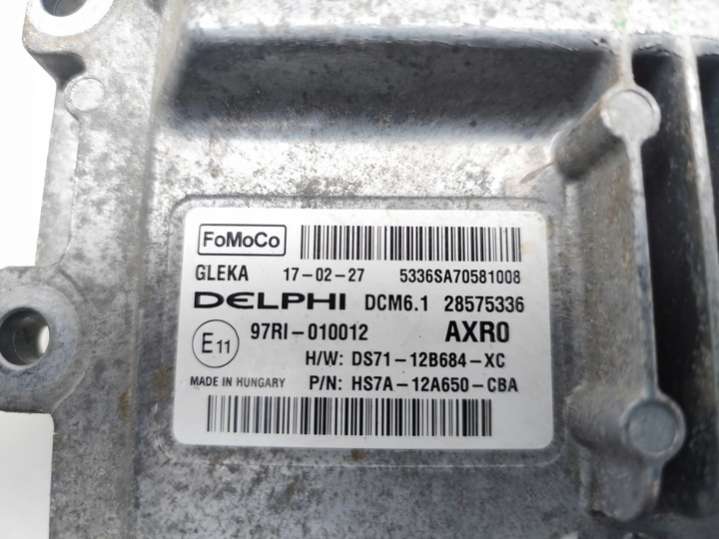 FoMoCo
GLEKA 17-02-27 5336SA70581008
DELPHI DCM6.1 28575336
E11 97RI-010012 AXR0
H/W: DS71-12B684-XC
MADE IN HUNGARY P/N: HS7A-12A650-CBA